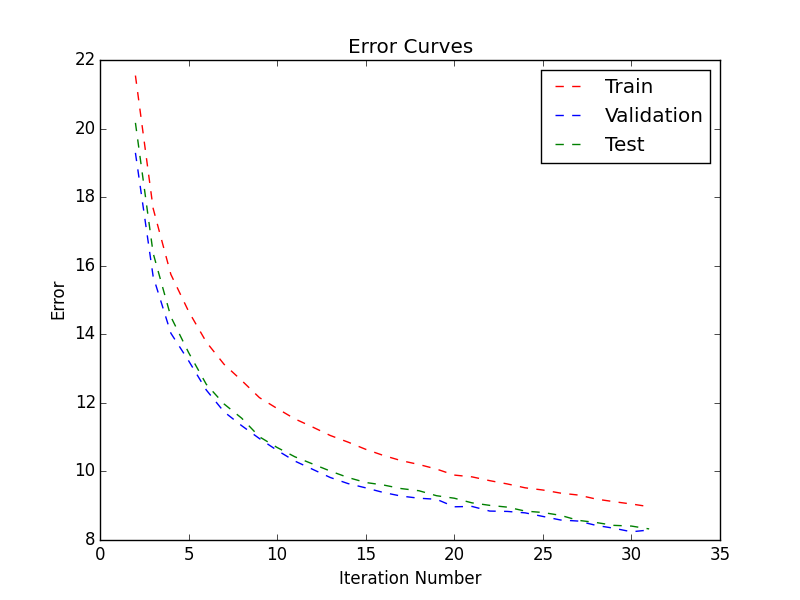 Error Curves
Train
Validation
Test
22
20
18
16
14
12
10
8
Error
0 5 10 15 20 25 30 35
Iteration Number